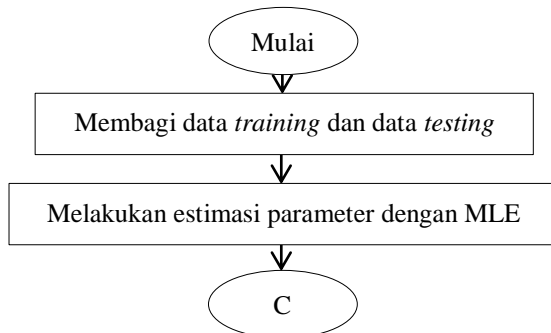 Mulai
Membagi data training dan data testing
Melakukan estimasi parameter dengan MLE
C